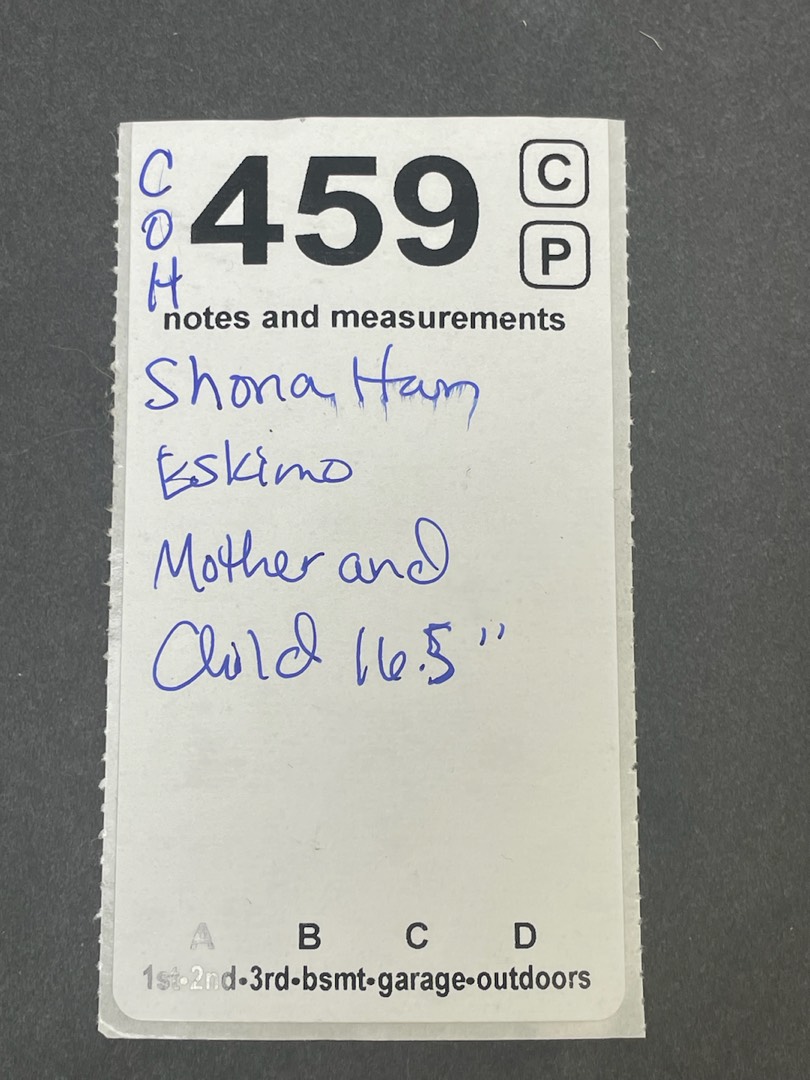 C
O
H
459
C
P
notes and measurements
Shona Ham
Eskimo
Mother and
Child 16.5"
A B C D
1st•2nd•3rd•bsmt•garage•outdoors